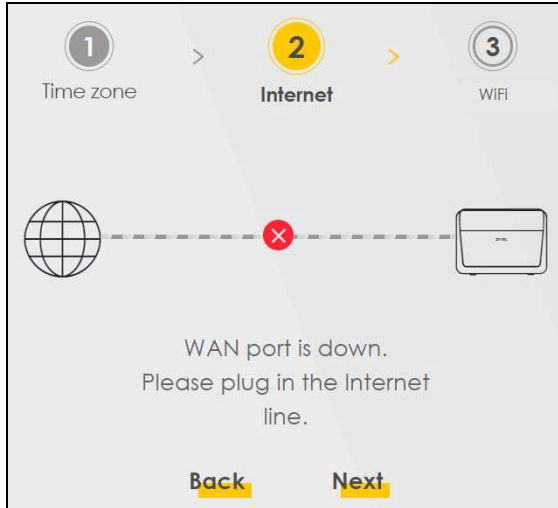 1 > 2 > 3
Time zone Internet WiFi
ZYXEL
WAN port is down.
Please plug in the Internet
line.
Back Next